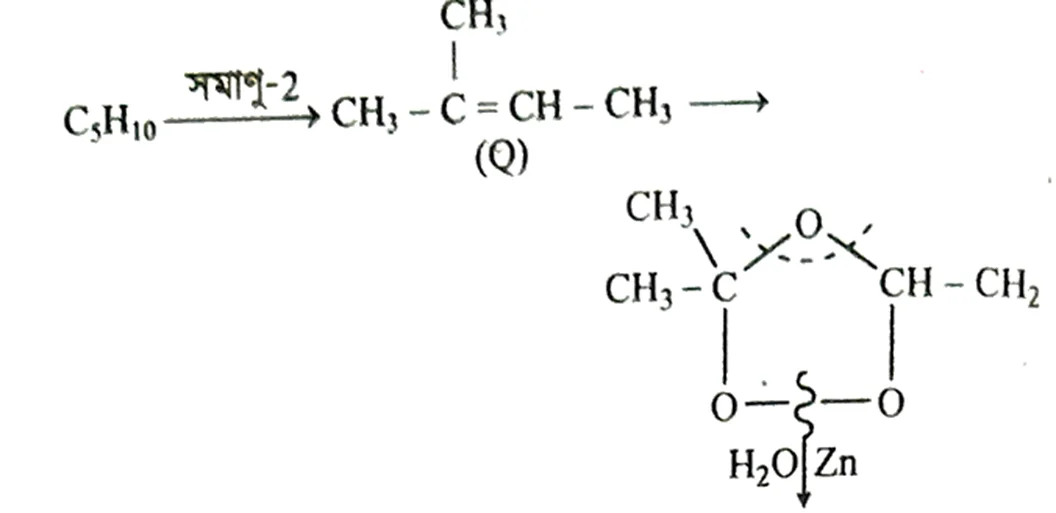 CH₃
সমাণু-2
C₅H₁₀ → CH₃ – C = CH – CH₃ →
(Q)
CH₃ O
CH₃ – C CH – CH₂
O O
H₂O Zn